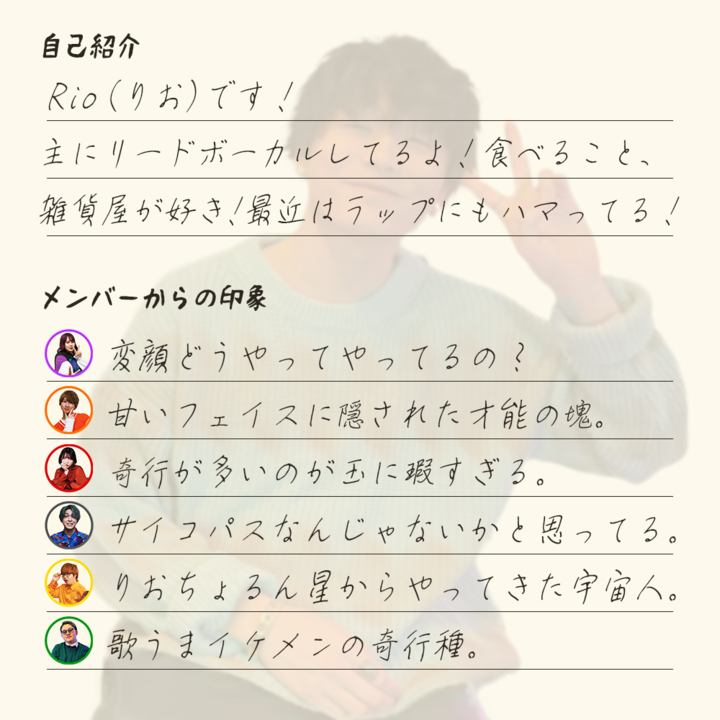 自己紹介
Rio(りお)です!
主にリードボーカルしてるよ!食べること、
雑貨屋が好き!最近はラップにもハマってる!
メンバーからの印象
変顔どうやってやってるの?
甘いフェイスに隠された才能の塊。
奇行が多いのが玉に瑕すぎる。
サイコパスなんじゃないかと思ってる。
りおちょるん星からやってきた宇宙人。
歌うまイケメンの奇行種。